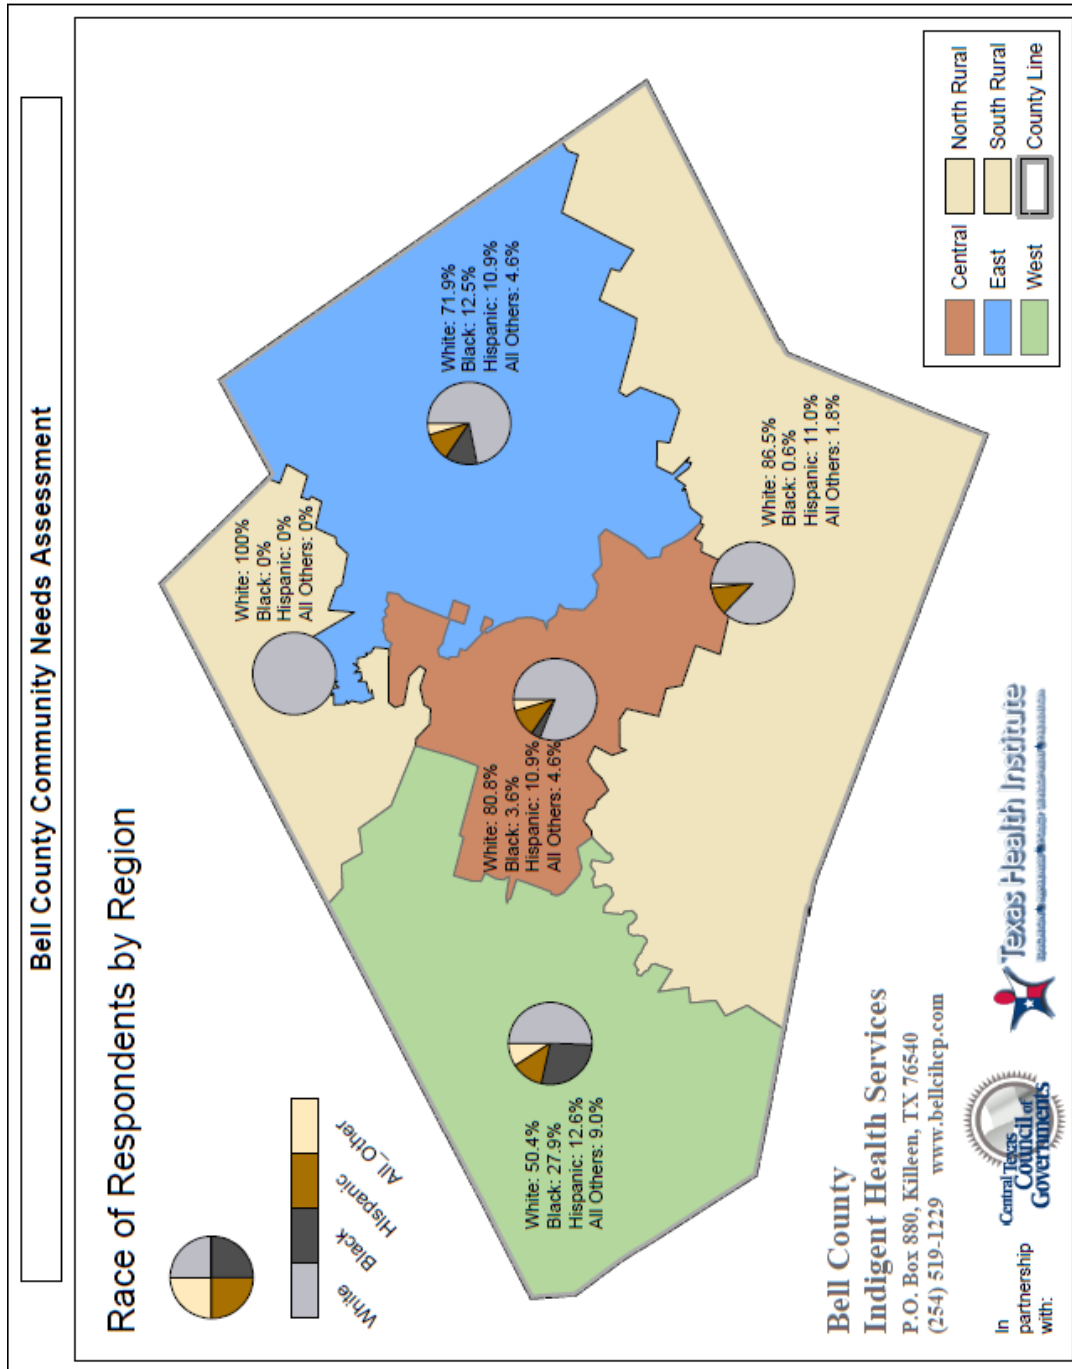 Bell County Community Needs Assessment
Race of Respondents by Region
White
Black
Hispanic
All_Other
White: 100%
Black: 0%
Hispanic: 0%
All Others: 0%
White: 71.9%
Black: 12.5%
Hispanic: 10.9%
All Others: 4.6%
White: 80.8%
Black: 3.6%
Hispanic: 10.9%
All Others: 4.6%
White: 50.4%
Black: 27.9%
Hispanic: 12.6%
All Others: 9.0%
White: 86.5%
Black: 0.6%
Hispanic: 11.0%
All Others: 1.8%
Bell County
Indigent Health Services
P.O. Box 880, Killeen, TX 76540
(254) 519-1229 www.bellcihcp.com
In
partnership
with:
Central Texas
Council of
Governments
Texas Health Institute
Central
North Rural
East
South Rural
West
County Line